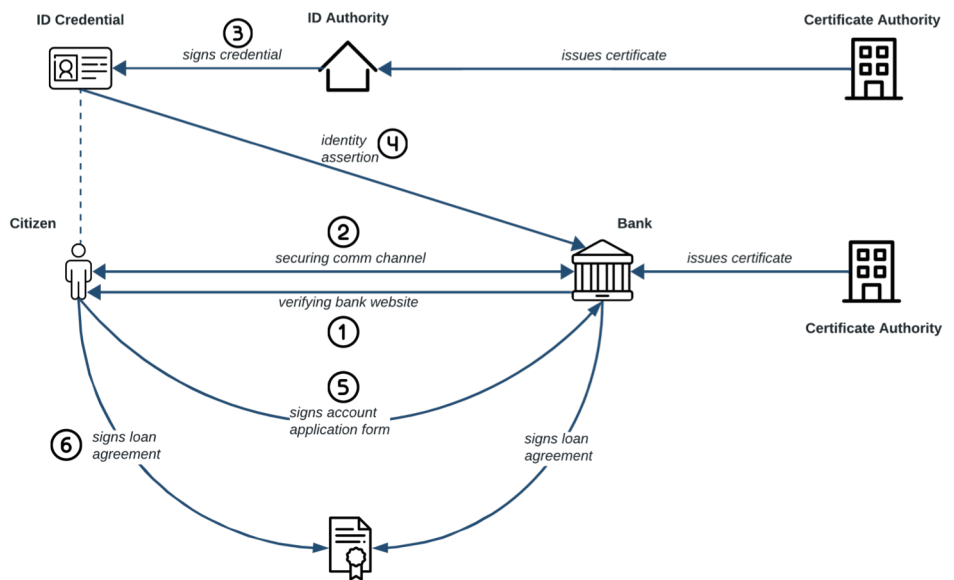 ID Credential
ID Authority
Certificate Authority
3
signs credential
issues certificate
identity
assertion
4
Citizen
2
Bank
securing comm channel
issues certificate
verifying bank website
1
Certificate Authority
5
signs account
application form
6
signs loan
agreement
signs loan
agreement